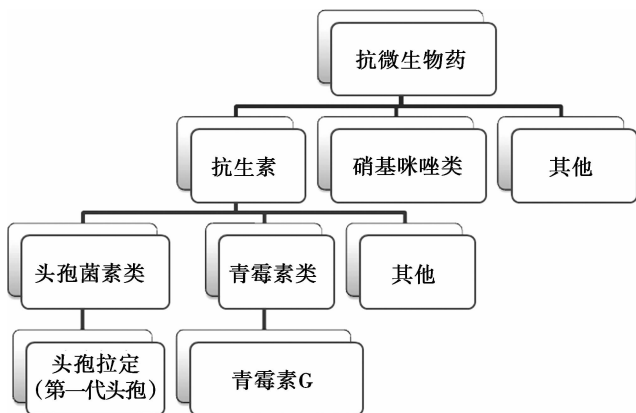 抗微生物药
抗生素
硝基咪唑类
其他
头孢菌素类
青霉素类
其他
头孢拉定
（第一代头孢）
青霉素G